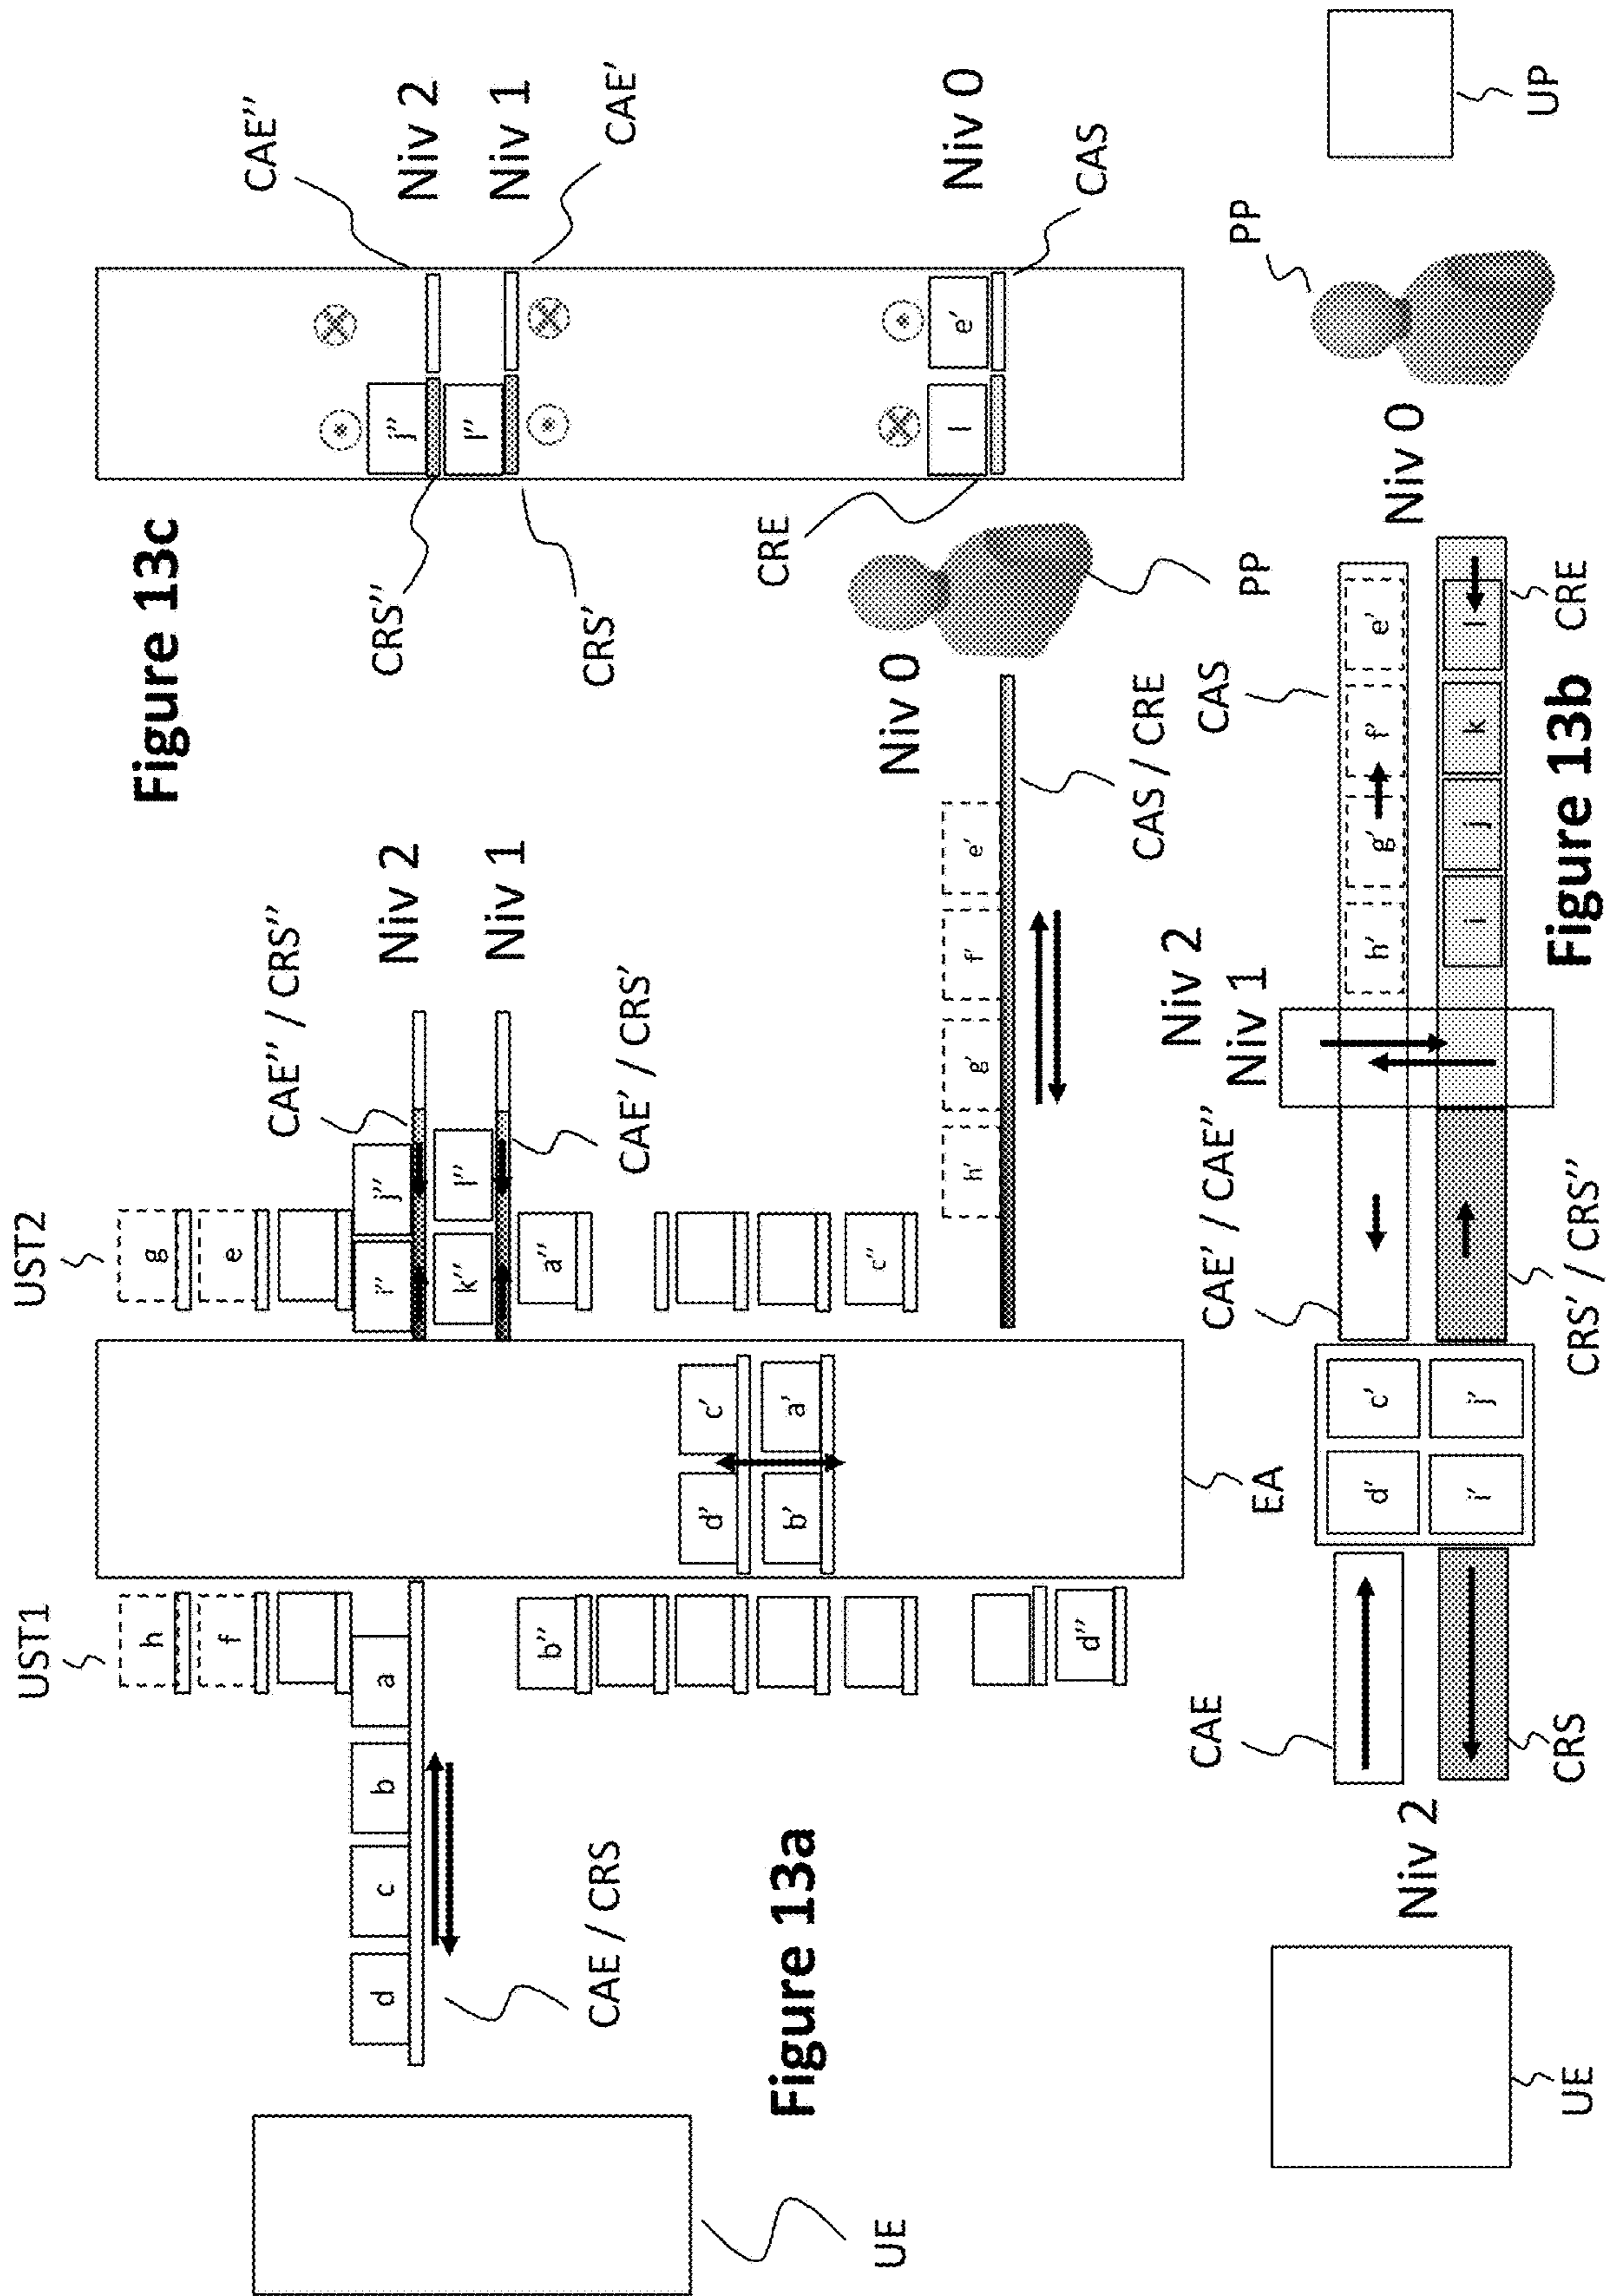 Figure 13a
UST1
UST2
h
g
f
e
d
c
b
a
i''
j''
k''
l''
CAE'' / CRS''
Niv 2
Niv 1
CAE' / CRS'
CAE / CRS
b''
a''
d'
c'
b'
a'
c''
d''
h'
g'
f'
e'
Niv 0
CAS / CRE
PP
UE
EA
Figure 13c
CAE''
Niv 2
Niv 1
CAE'
CRS''
CRS'
j''
l''
CRE
l
e'
Niv 0
CAS
Figure 13b
UE
Niv 2
CAE
CRS
d'
c'
i'
j'
CAE' / CAE''
CRS' / CRS''
Niv 2
Niv 1
CAS
h'
g'
f'
e'
i
j
k
l
CRE
Niv 0
PP
UP